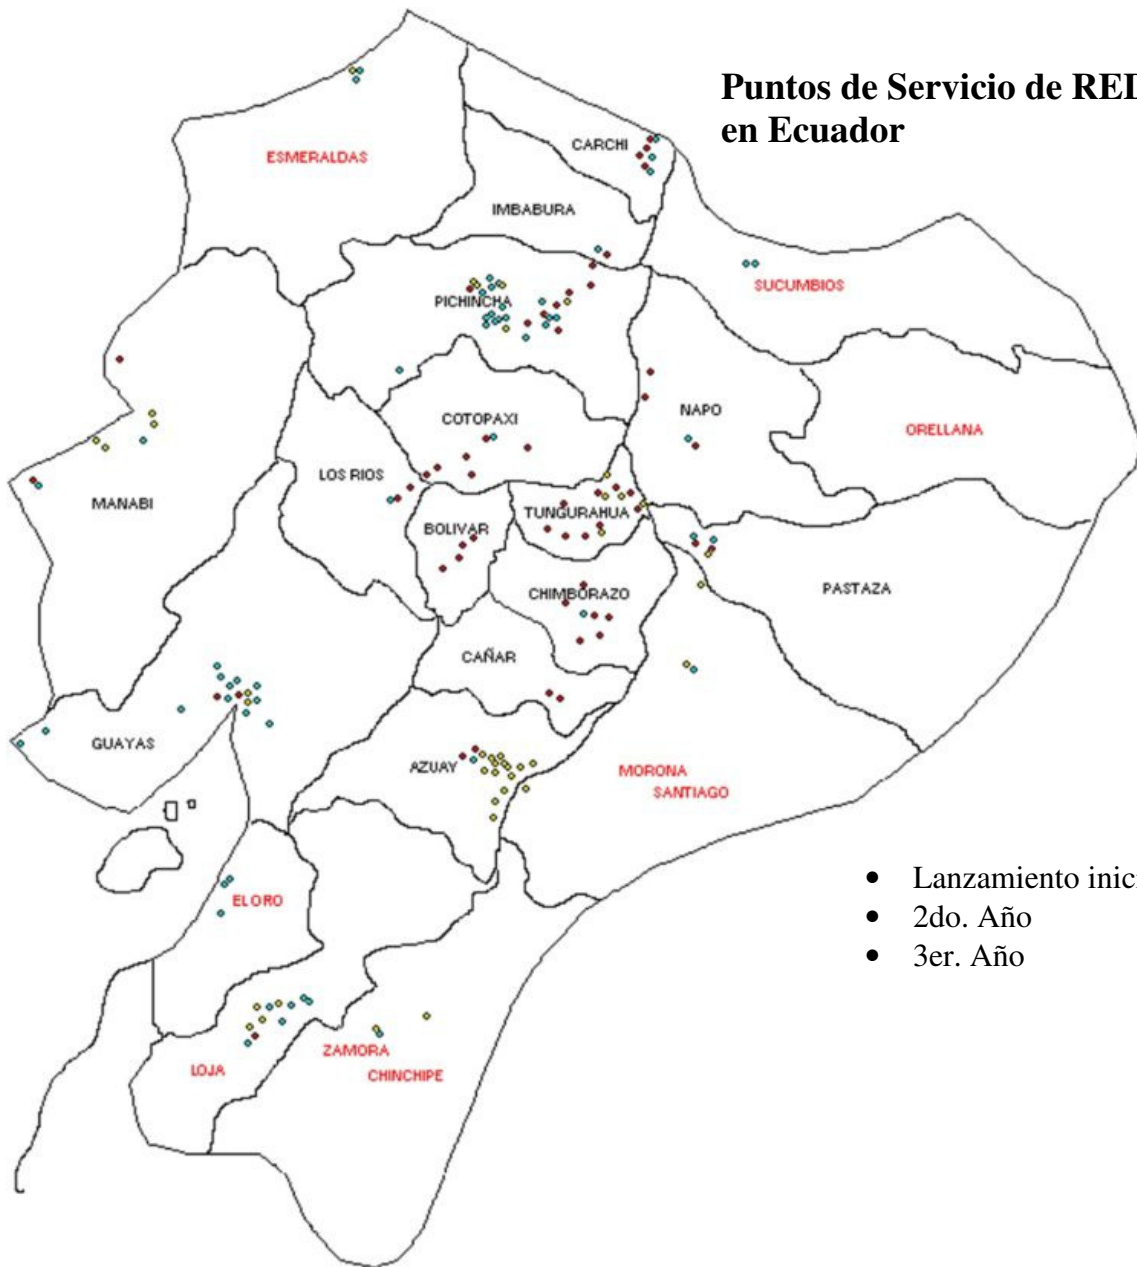 Puntos de Servicio de RED
en Ecuador
CARCHI
ESMERALDAS
IMBABURA
SUCUMBIOS
PICHINCHA
COTOPAXI
NAPO
ORELLANA
LOS RIOS
MANABI
TUNGURAHUA
BOLIVAR
PASTAZA
CHIMBORAZO
CAÑAR
GUAYAS
AZUAY
MORONA
SANTIAGO
• Lanzamiento inic
EL ORO
• 2do. Año
• 3er. Año
ZAMORA
LOJA
CHINCHIPE